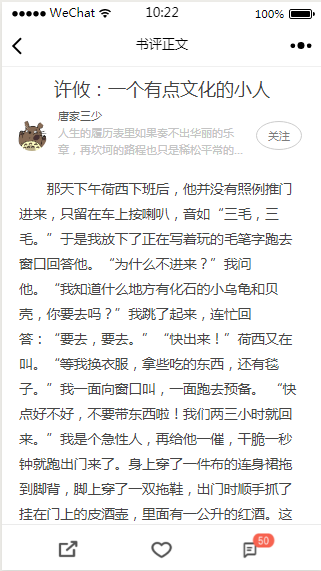 WeChat
10:22
100%
书评正文
许攸：一个有点文化的小人
唐家三少
人生的履历表里如果奏不出华丽的乐
章，再坎坷的路程也只是稀松平常的...
关注
那天下午荷西下班后，他并没有照例推门
进来，只留在车上按喇叭，音如“三毛，三
毛。”于是我放下了正在写着玩的毛笔字跑去
窗口回答他。“为什么不进来？”我问
他。“我知道什么地方有化石的小乌龟和贝
壳，你要去吗？”我跳了起来，连忙回
答：“要去，要去。”“快出来！”荷西又在
叫。“等我换衣服，拿些吃的东西，还有毯
子。”我一面向窗口叫，一面跑去预备。“快
点好不好，不要带东西啦！我们两三小时就回
来。”我是个急性人，再给他一催，干脆一秒
钟就跑出门来了。身上穿了一件布的连身裙拖
到脚背，脚上穿了一双拖鞋，出门时顺手抓了
挂在门上的皮酒壶，里面有一公升的红酒。这
50